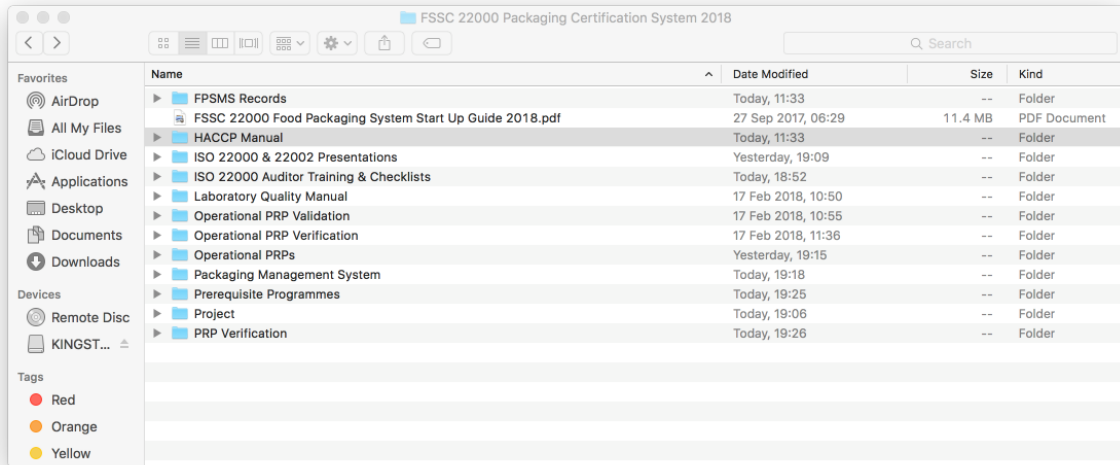 FSSC 22000 Packaging Certification System 2018
Search
Favorites
AirDrop
All My Files
iCloud Drive
Applications
Desktop
Documents
Downloads
Devices
Remote Disc
KINGST...
Tags
Red
Orange
Yellow
Name Date Modified Size Kind
FPSMS Records Today, 11:33 -- Folder
FSSC 22000 Food Packaging System Start Up Guide 2018.pdf 27 Sep 2017, 06:29 11.4 MB PDF Document
HACCP Manual Today, 11:33 -- Folder
ISO 22000 & 22002 Presentations Yesterday, 19:09 -- Folder
ISO 22000 Auditor Training & Checklists Today, 18:52 -- Folder
Laboratory Quality Manual 17 Feb 2018, 10:50 -- Folder
Operational PRP Validation 17 Feb 2018, 10:55 -- Folder
Operational PRP Verification 17 Feb 2018, 11:36 -- Folder
Operational PRPs Yesterday, 19:15 -- Folder
Packaging Management System Today, 19:18 -- Folder
Prerequisite Programmes Today, 19:25 -- Folder
Project Today, 19:06 -- Folder
PRP Verification Today, 19:26 -- Folder